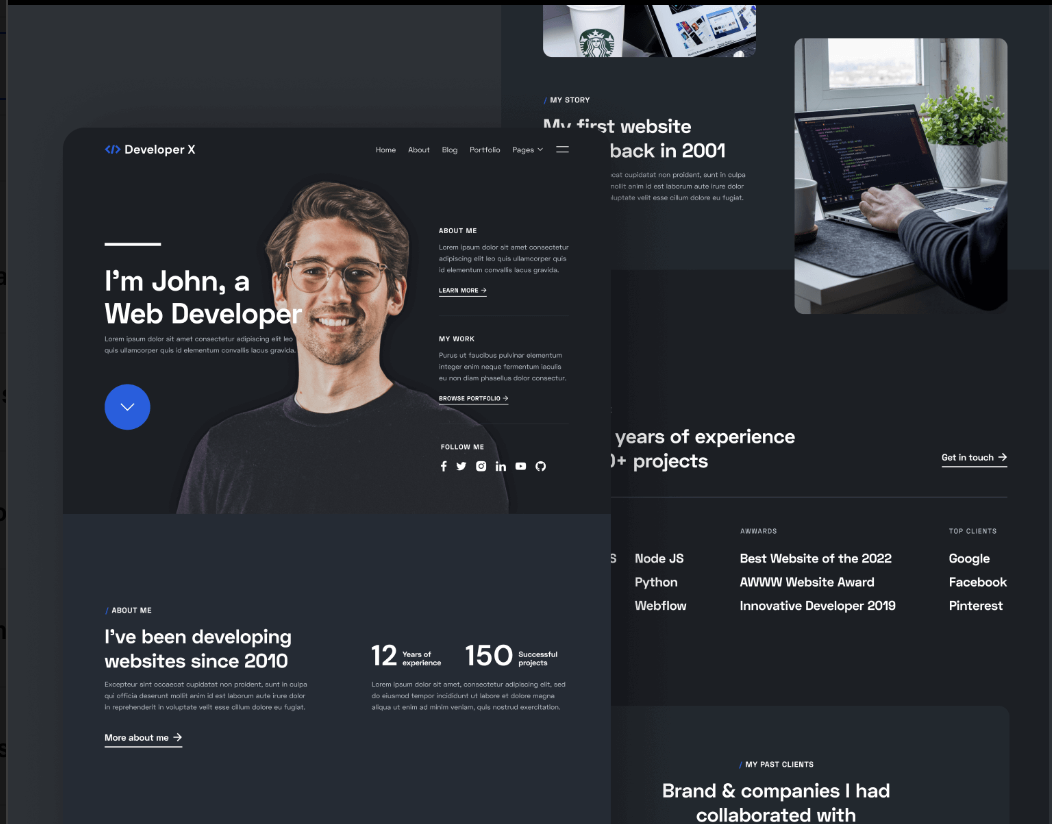 </> Developer X
Home About Blog Portfolio Pages
I'm John, a
Web Developer
Lorem ipsum dolor sit amet consectetur adipiscing elit leo
quis ullamcorper quis id elementum convallis lacus gravida.
ABOUT ME
Lorem ipsum dolor sit amet consectetur
adipiscing elit leo quis ullamcorper quis
id elementum convallis lacus gravida.
LEARN MORE →
MY WORK
Purus ut faucibus pulvinar elementum
integer enim neque fermentum iaculis
eu non diam phasellus dolor consectur.
BROWSE PORTFOLIO →
FOLLOW ME
/ ABOUT ME
I've been developing
websites since 2010
Excepteur sint occaecat cupidatat non proident, sunt in culpa
qui officia deserunt mollit anim id est laborum aute irure dolor
in reprehenderit in voluptate velit esse cillum dolore eu fugiat.
More about me →
12 Years of
experience
150 Successful
projects
Lorem ipsum dolor sit amet, consectetur adipiscing elit, sed
do eiusmod tempor incididunt ut labore et dolore magna
aliqua ut enim ad minim veniam, quis nostrud exercitation.
/ MY STORY
My first website
back in 2001
cupidatat non proident, sunt in culpa
mollit anim id est laborum aute irure dolor
voluptate velit esse cillum dolore eu fugiat.
years of experience
0+ projects
Get in touch →
S
Node JS
Python
Webflow
AWWARDS
Best Website of the 2022
AWWW Website Award
Innovative Developer 2019
TOP CLIENTS
Google
Facebook
Pinterest
/ MY PAST CLIENTS
Brand & companies I had
collaborated with